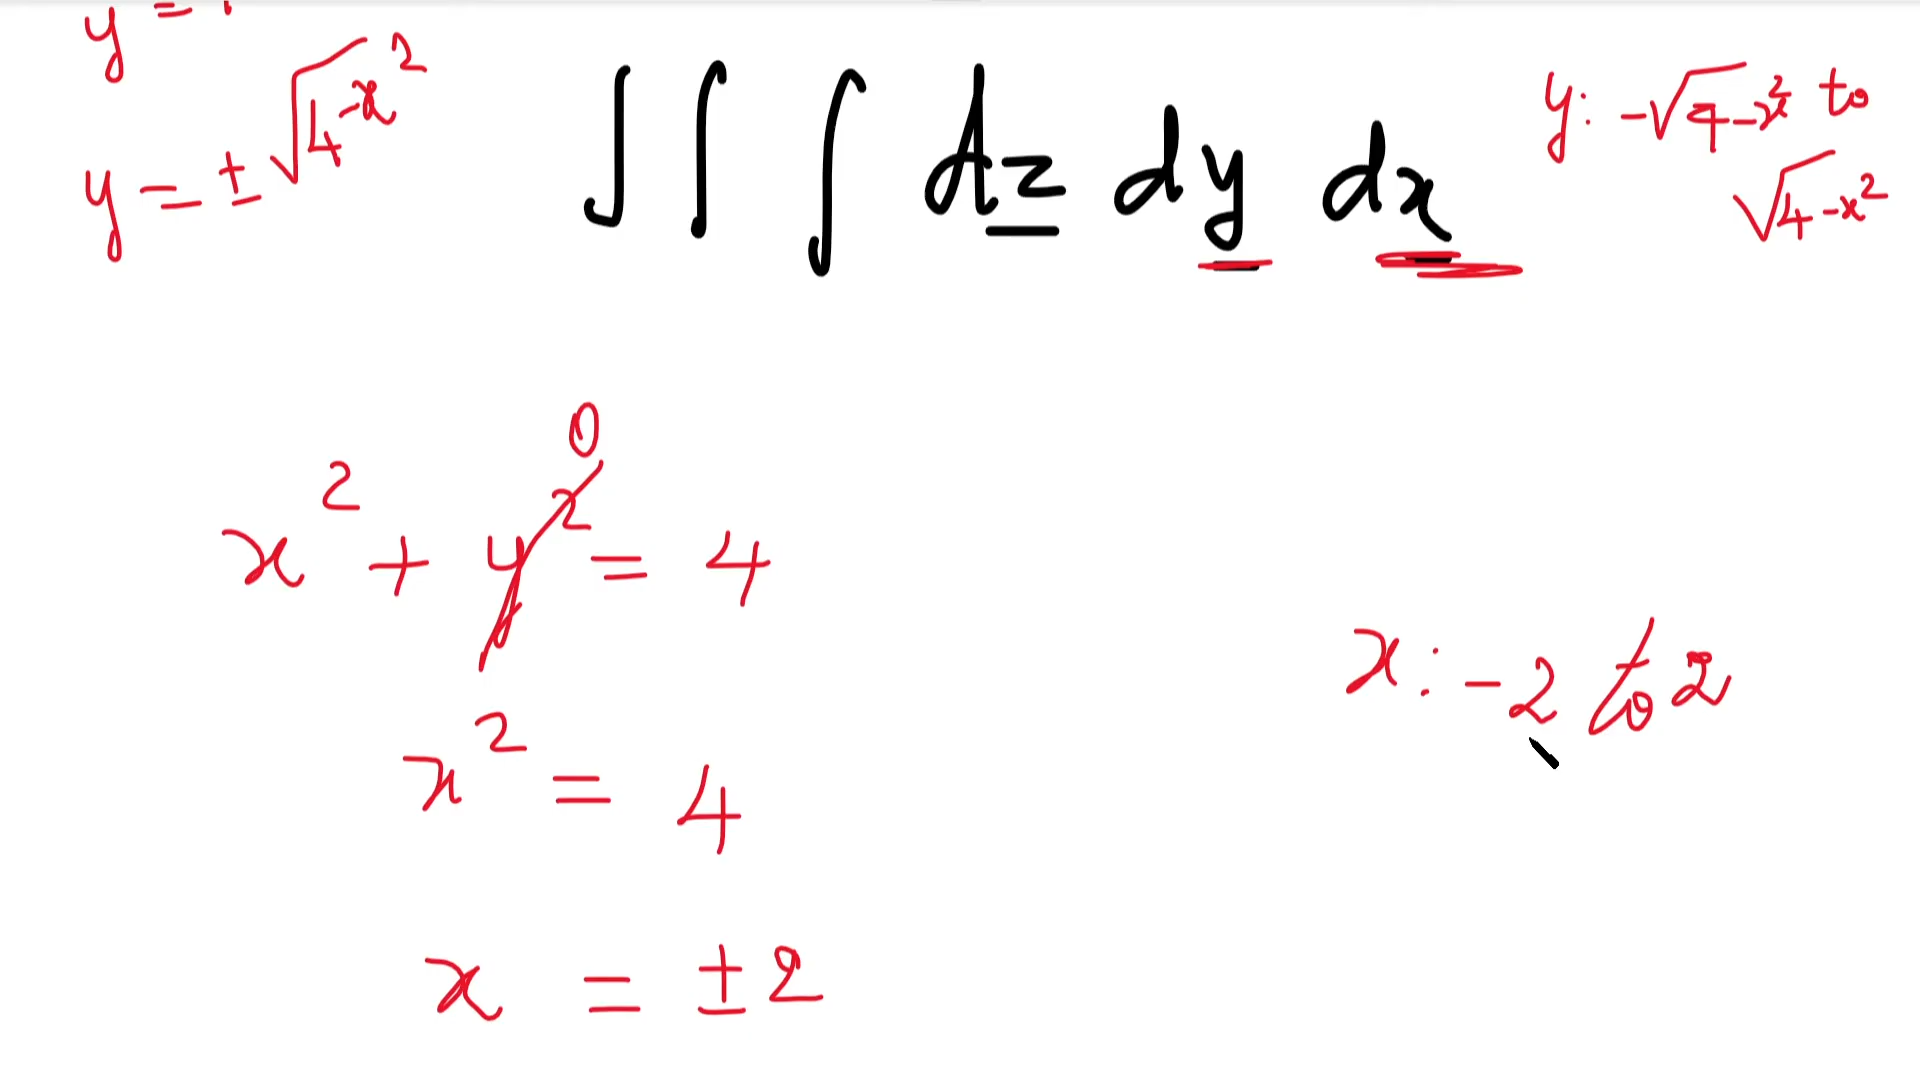 y =
y = ± √4-x²
∫ ∫ ∫ dz dy dx
y: -√4-x² to
√4-x²
x² + y² = 4
0
x² = 4
x = ±2
x: -2 to 2